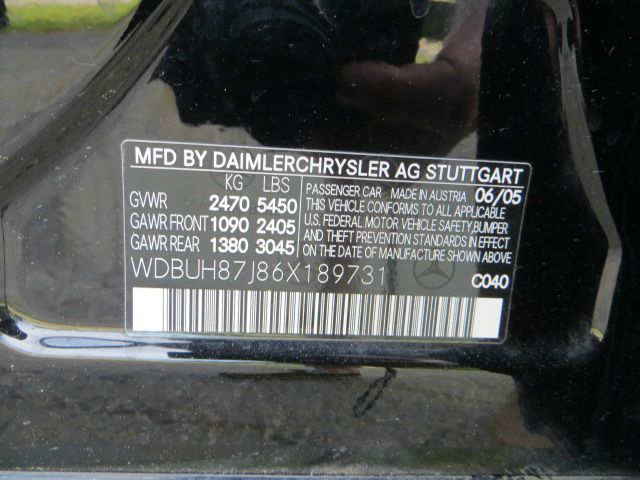 MFD BY DAIMLERCHRYSLER AG STUTTGART
KG LBS
GVWR 2470 5450
GAWR FRONT 1090 2405
GAWR REAR 1380 3045
PASSENGER CAR MADE IN AUSTRIA 06/05
THIS VEHICLE CONFORMS TO ALL APPLICABLE
U.S. FEDERAL MOTOR VEHICLE SAFETY, BUMPER
AND THEFT PREVENTION STANDARDS IN EFFECT
ON THE DATE OF MANUFACTURE SHOWN ABOVE
WDBUH87J86X189731
C040